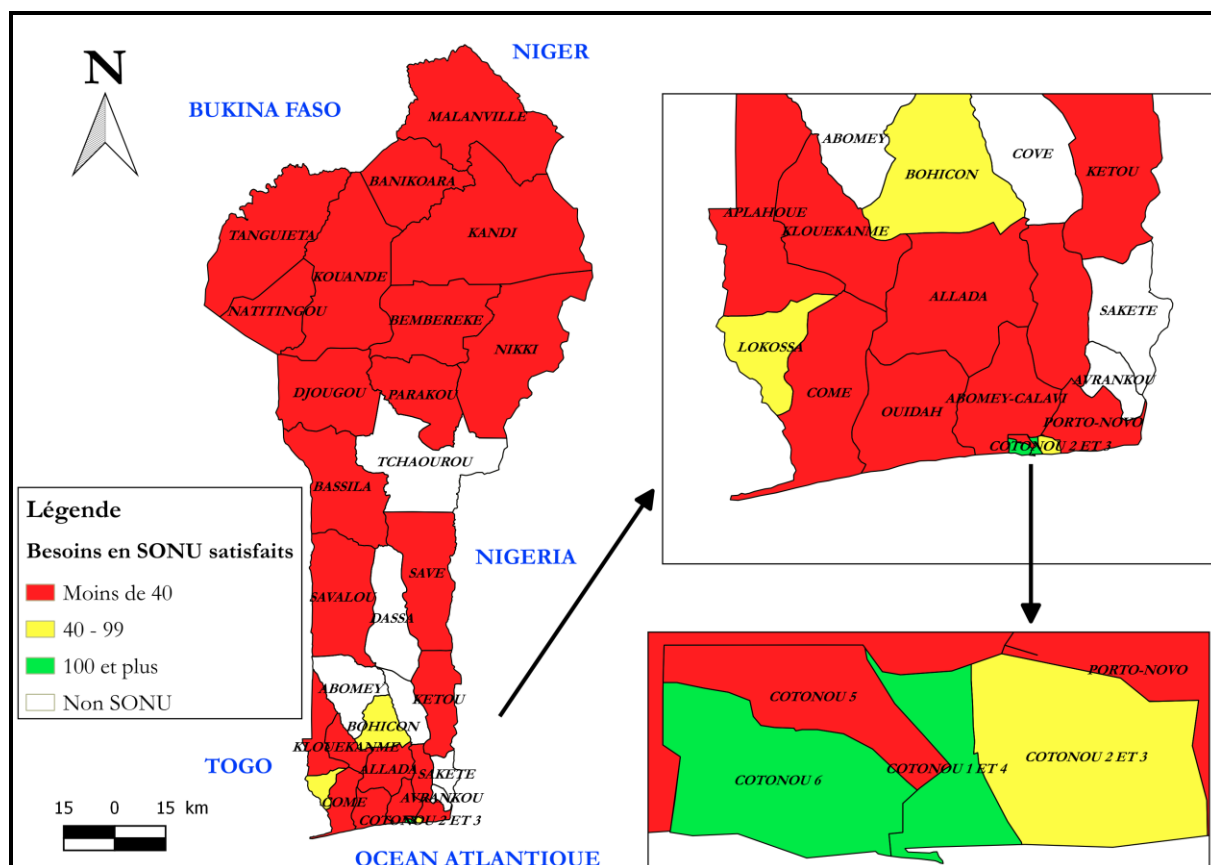 N
NIGER
BUKINA FASO
MALANVILLE
BANIKOARA
KANDI
TANGUIETA
KOUANDE
NATITINGOU
BEMBEREKE
NIKKI
DJOUGOU
PARAKOU
TCHAOUROU
BASSILA
NIGERIA
SAVE
SAVALOU
DASSA
ABOMEY
KETOU
BOHICON
KLOUEKANME
ALLADA
SAKETE
TOGO
COME
AVRANKOU
COTONOU 2 ET 3
OCEAN ATLANTIQUE
Légende
Besoins en SONU satisfaits
Moins de 40
40 - 99
100 et plus
Non SONU
15 0 15 km
ABOMEY
COVE
BOHICON
KETOU
APLAHOUE
KLOUEKANME
ALLADA
SAKETE
LOKOSSA
COME
OUIDAH
ABOMEY-CALAVI
AVRANKOU
PORTO-NOVO
COTONOU 2 ET 3
PORTO-NOVO
COTONOU 5
COTONOU 6
COTONOU 1 ET 4
COTONOU 2 ET 3